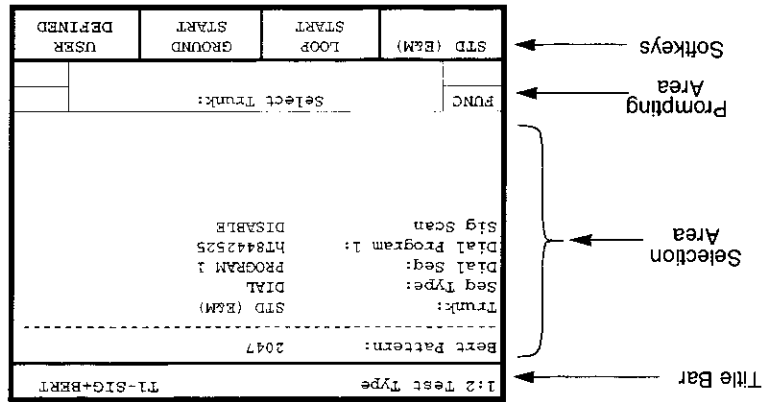 Title Bar
1:2 Test Type T1-SIG+BERT
Bert Pattern: 2047
Selection
Area
Trunk: STD (E&M)
Seq Type: DIAL
Dial Seq: PROGRAM 1
Dial Program 1: hT8442525
Sig Scan DISABLE
Prompting
Area
FUNC Select Trunk:
Softkeys
STD (E&M)
LOOP
START
GROUND
START
USER
DEFINED